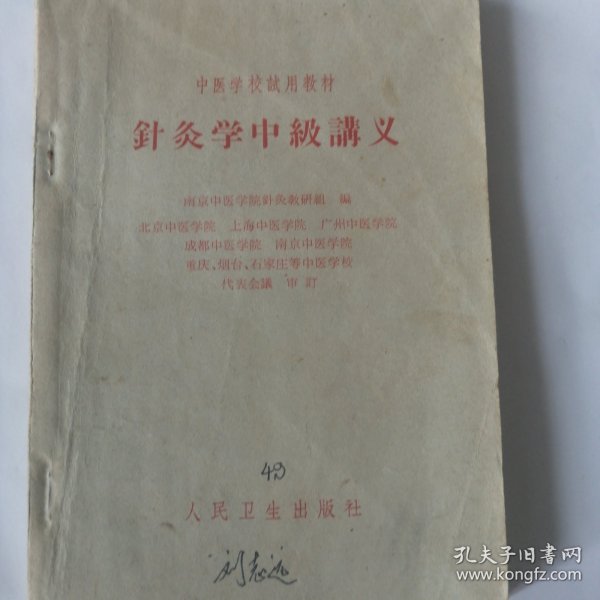 中医学校試用教材
針灸学中級講义
南京中医学院針灸教研組 編
北京中医学院 上海中医学院 广州中医学院
成都中医学院 南京中医学院
重庆、烟台、石家庄等中医学校
代表会議 审訂
人民卫生出版社
刘志远
孔夫子旧书网
www.kongfz.com